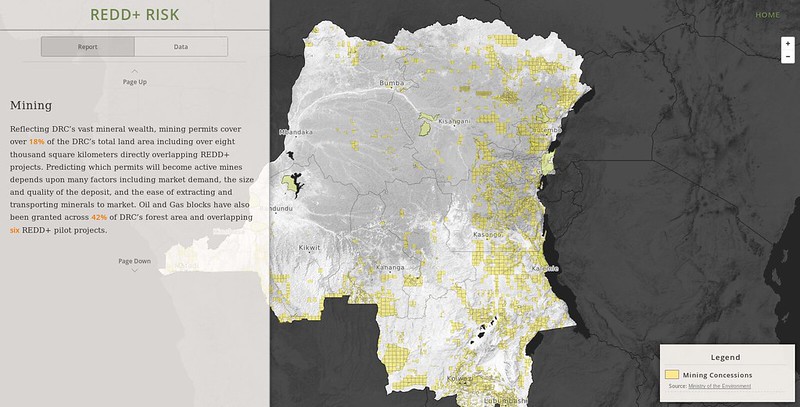 REDD+ RISK
HOME
Report
Data
Page Up
Mining
Reflecting DRC's vast mineral wealth, mining permits cover
over 18% of the DRC's total land area including over eight
thousand square kilometers directly overlapping REDD+
projects. Predicting which permits will become active mines
depends upon many factors including market demand, the size
and quality of the deposit, and the ease of extracting and
transporting minerals to market. Oil and Gas blocks have also
been granted across 42% of DRC's forest area and overlapping
six REDD+ pilot projects.
Page Down
+
−
Bumba
Kisangani
Mbandaka
Kikwit
Kananga
Kasongo
Kalemie
Kolwezi
Lubumbashi
Legend
Mining Concessions
Source: Ministry of the Environment